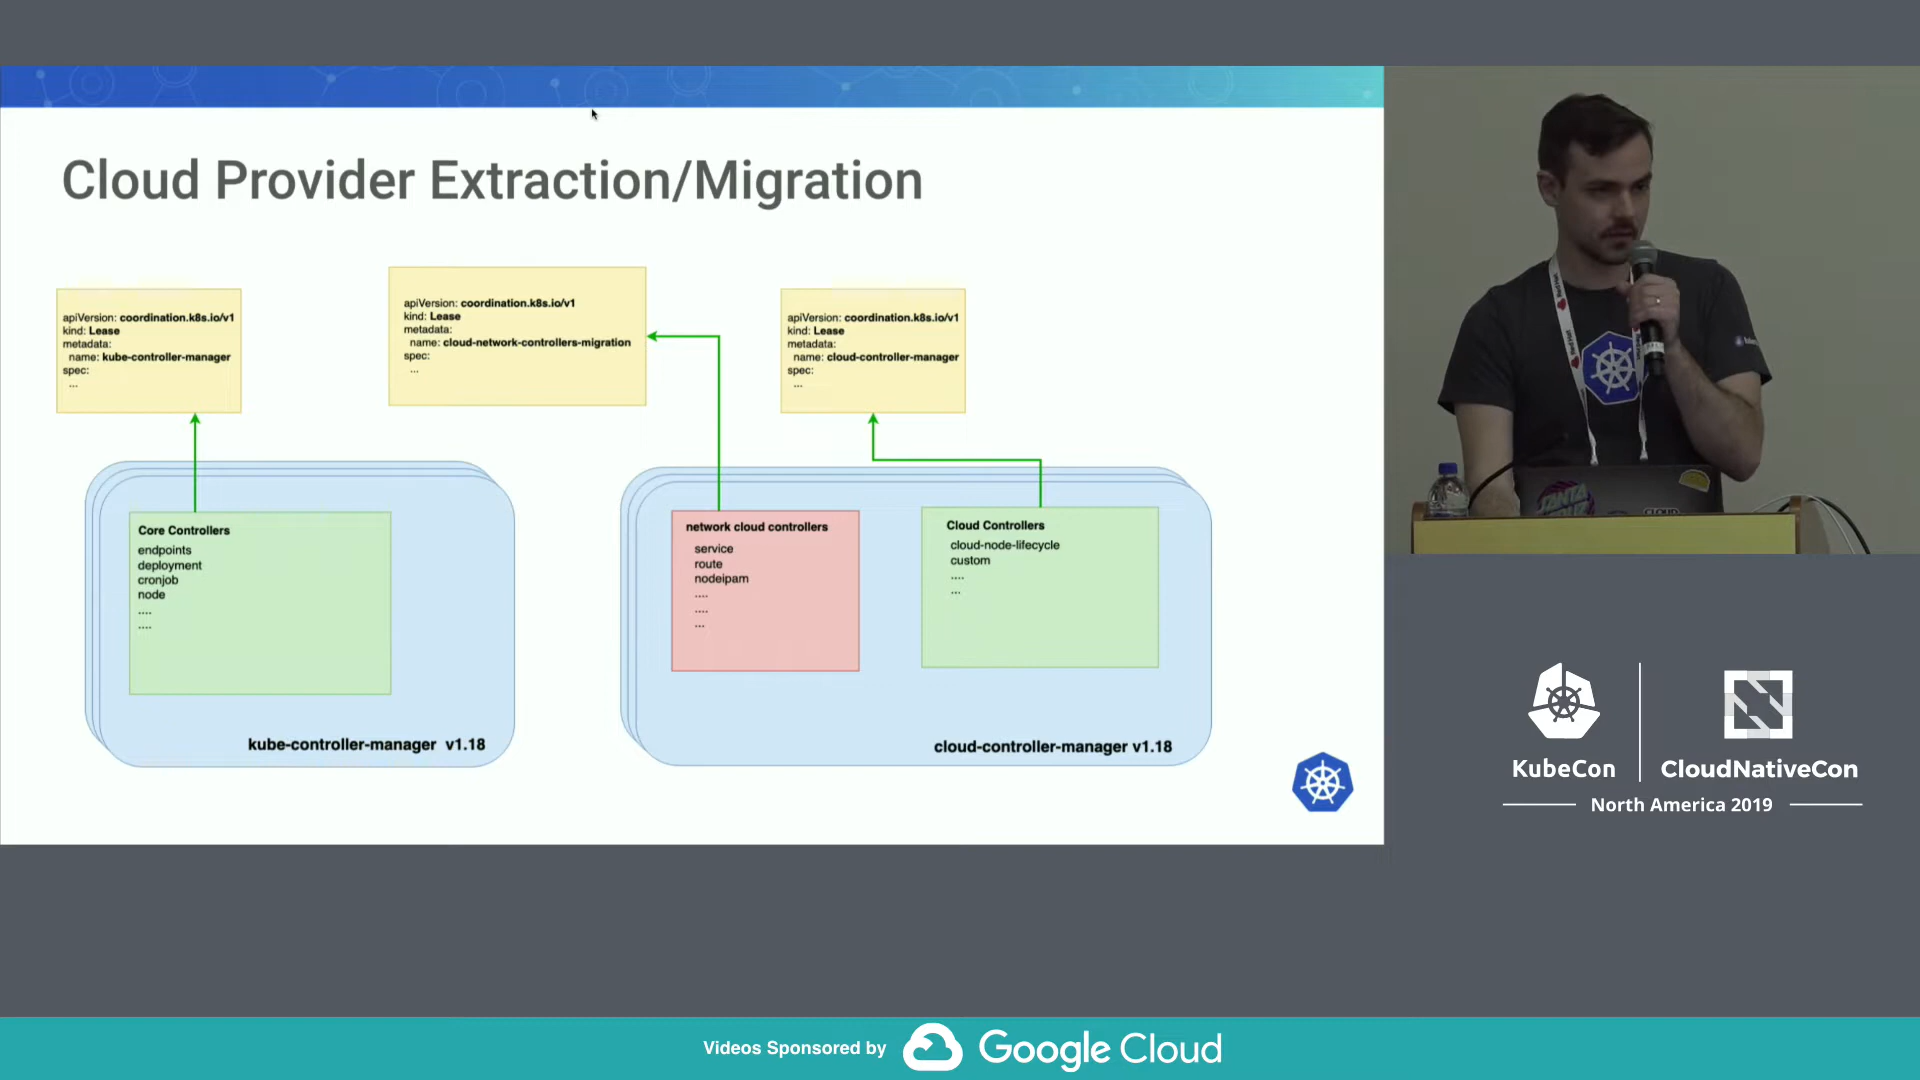 Cloud Provider Extraction/Migration
apiVersion: coordination.k8s.io/v1
kind: Lease
metadata:
name: kube-controller-manager
spec:
...
apiVersion: coordination.k8s.io/v1
kind: Lease
metadata:
name: cloud-network-controllers-migration
spec:
...
apiVersion: coordination.k8s.io/v1
kind: Lease
metadata:
name: cloud-controller-manager
spec:
...
Core Controllers
endpoints
deployment
cronjob
node
....
....
kube-controller-manager v1.18
network cloud controllers
service
route
nodeipam
....
....
...
Cloud Controllers
cloud-node-lifecycle
custom
....
...
cloud-controller-manager v1.18
KubeCon
CloudNativeCon
North America 2019
Videos Sponsored by
Google Cloud